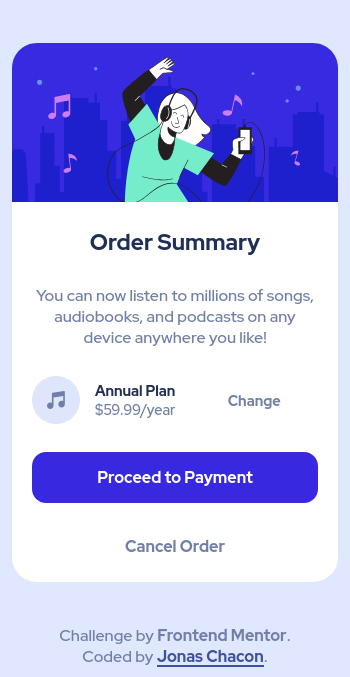 Order Summary
You can now listen to millions of songs,
audiobooks, and podcasts on any
device anywhere you like!
Annual Plan
$59.99/year
Change
Proceed to Payment
Cancel Order
Challenge by Frontend Mentor.
Coded by Jonas Chacon.